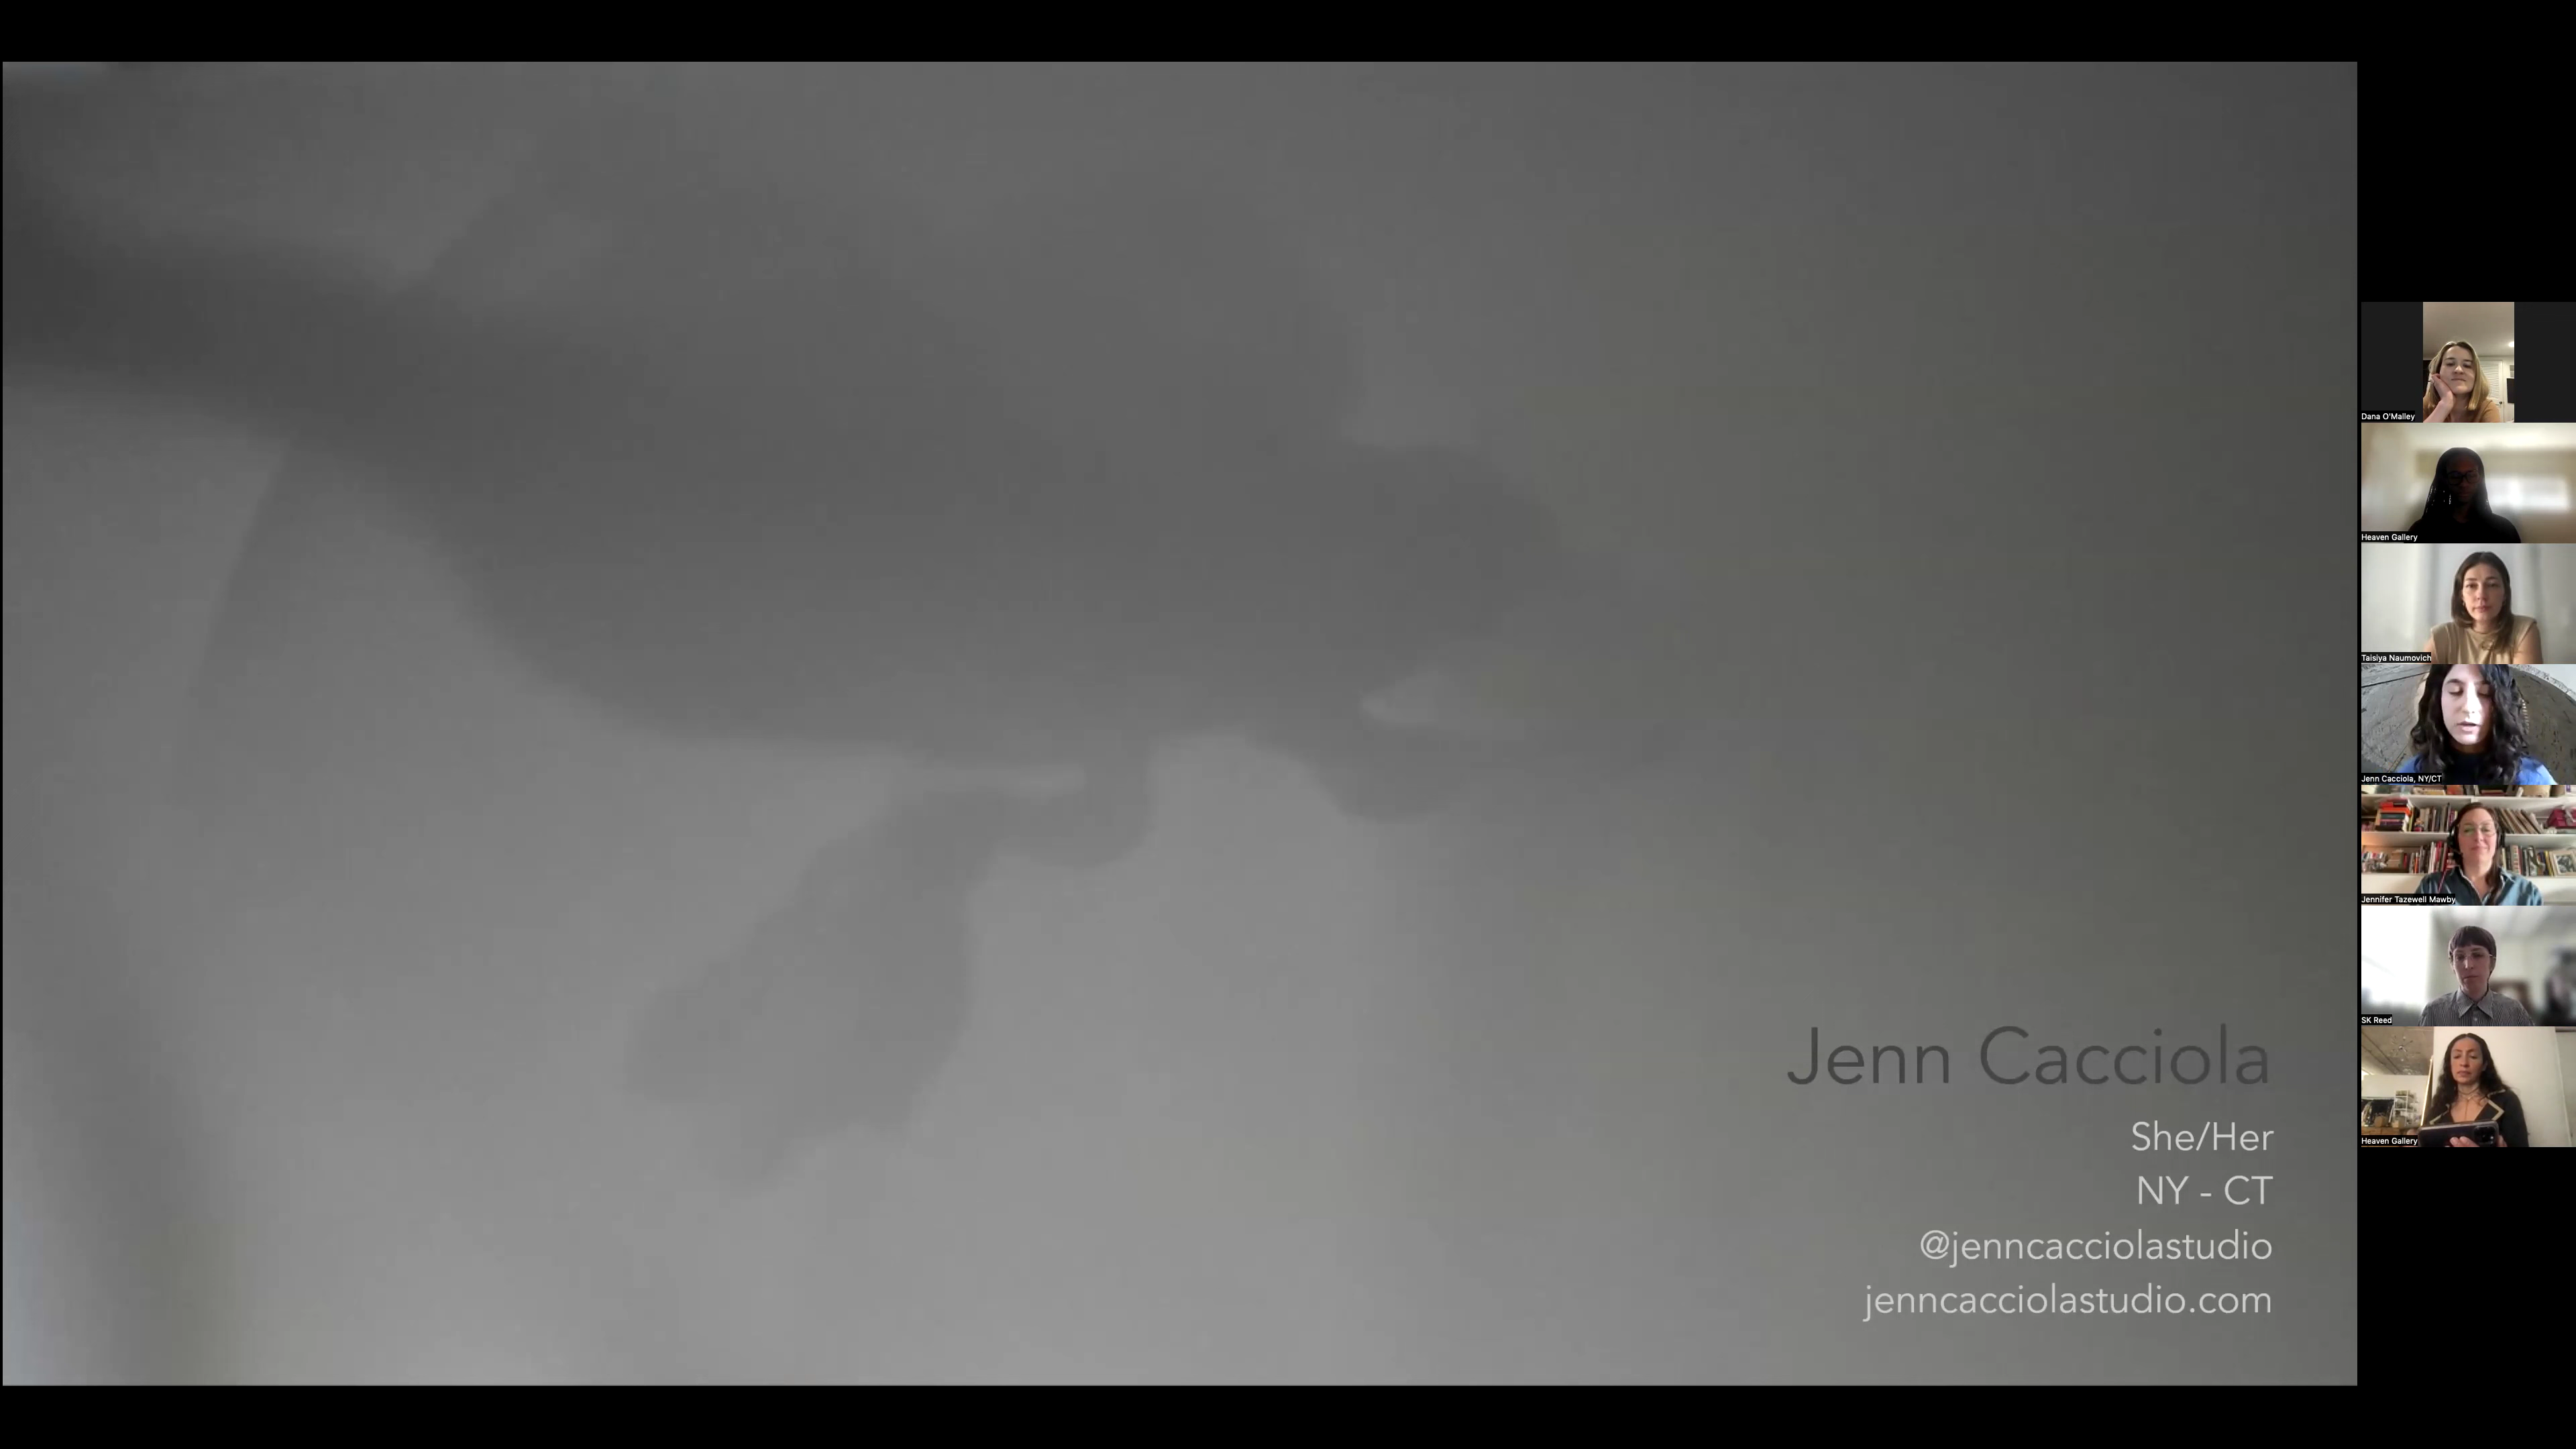 Jenn Cacciola
She/Her
NY - CT
@jenncacciolastudio
jenncacciolastudio.com
Dana O'Malley
Heaven Gallery
Taisiya Naumovich
Jenn Cacciola, NY/CT
Jennifer Tazewell Mawby
SK Reed
Heaven Gallery